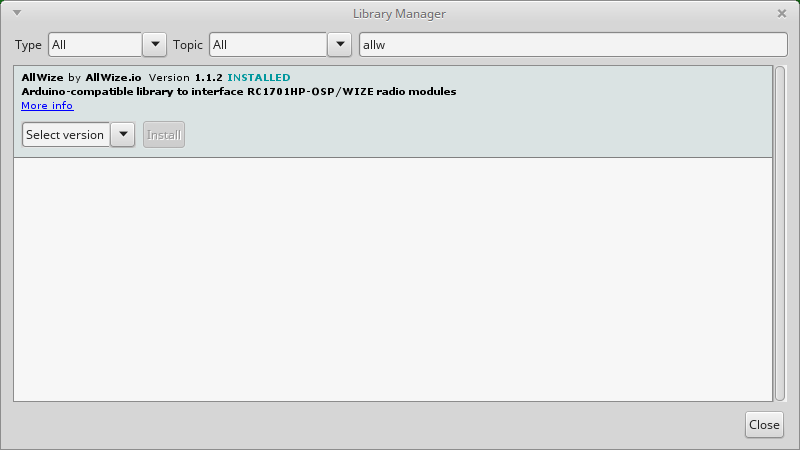 Library Manager
Type All Topic All allw
AllWize by AllWize.io Version 1.1.2 INSTALLED
Arduino-compatible library to interface RC1701HP-OSP/WIZE radio modules
More info
Select version Install
Close